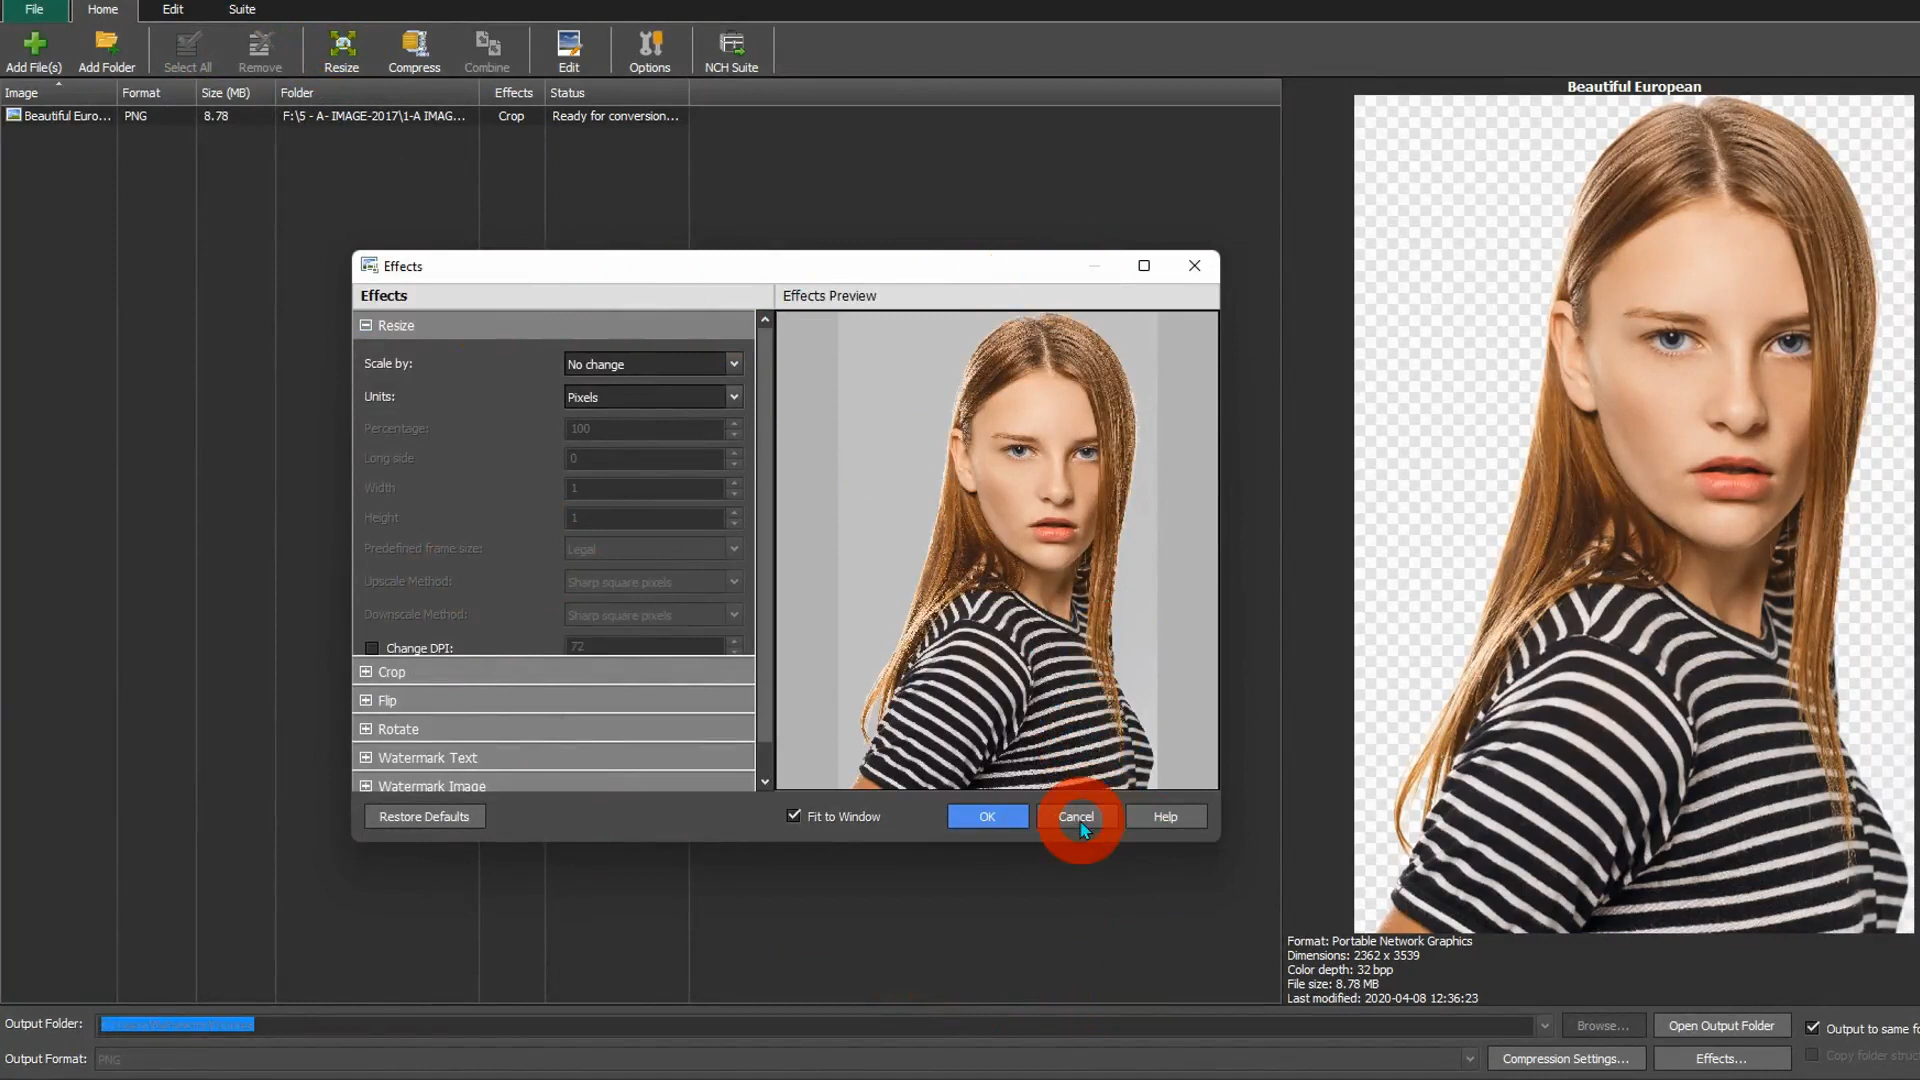 File Home Edit Suite
Add File(s) Add Folder Select All Remove Resize Compress Combine Edit Options NCH Suite
Image Format Size (MB) Folder Effects Status
Beautiful Euro... PNG 8.78 F:\5 - A- IMAGE-2017\1-A IMAG... Crop Ready for conversion...
Beautiful European
Effects
Effects Effects Preview
Resize
Scale by: No change
Units: Pixels
Percentage: 100
Long side 0
Width 1
Height 1
Predefined frame size: Legal
Upscale Method: Sharp square pixels
Downscale Method: Sharp square pixels
Change DPI: 72
Crop
Flip
Rotate
Watermark Text
Watermark Image
Restore Defaults Fit to Window OK Cancel Help
Format: Portable Network Graphics
Dimensions: 2362 x 3539
Color depth: 32 bpp
File size: 8.78 MB
Last modified: 2020-04-08 12:36:23
Output Folder: Browse... Open Output Folder Output to same fo
Output Format: PNG Compression Settings... Effects... Copy folder struct